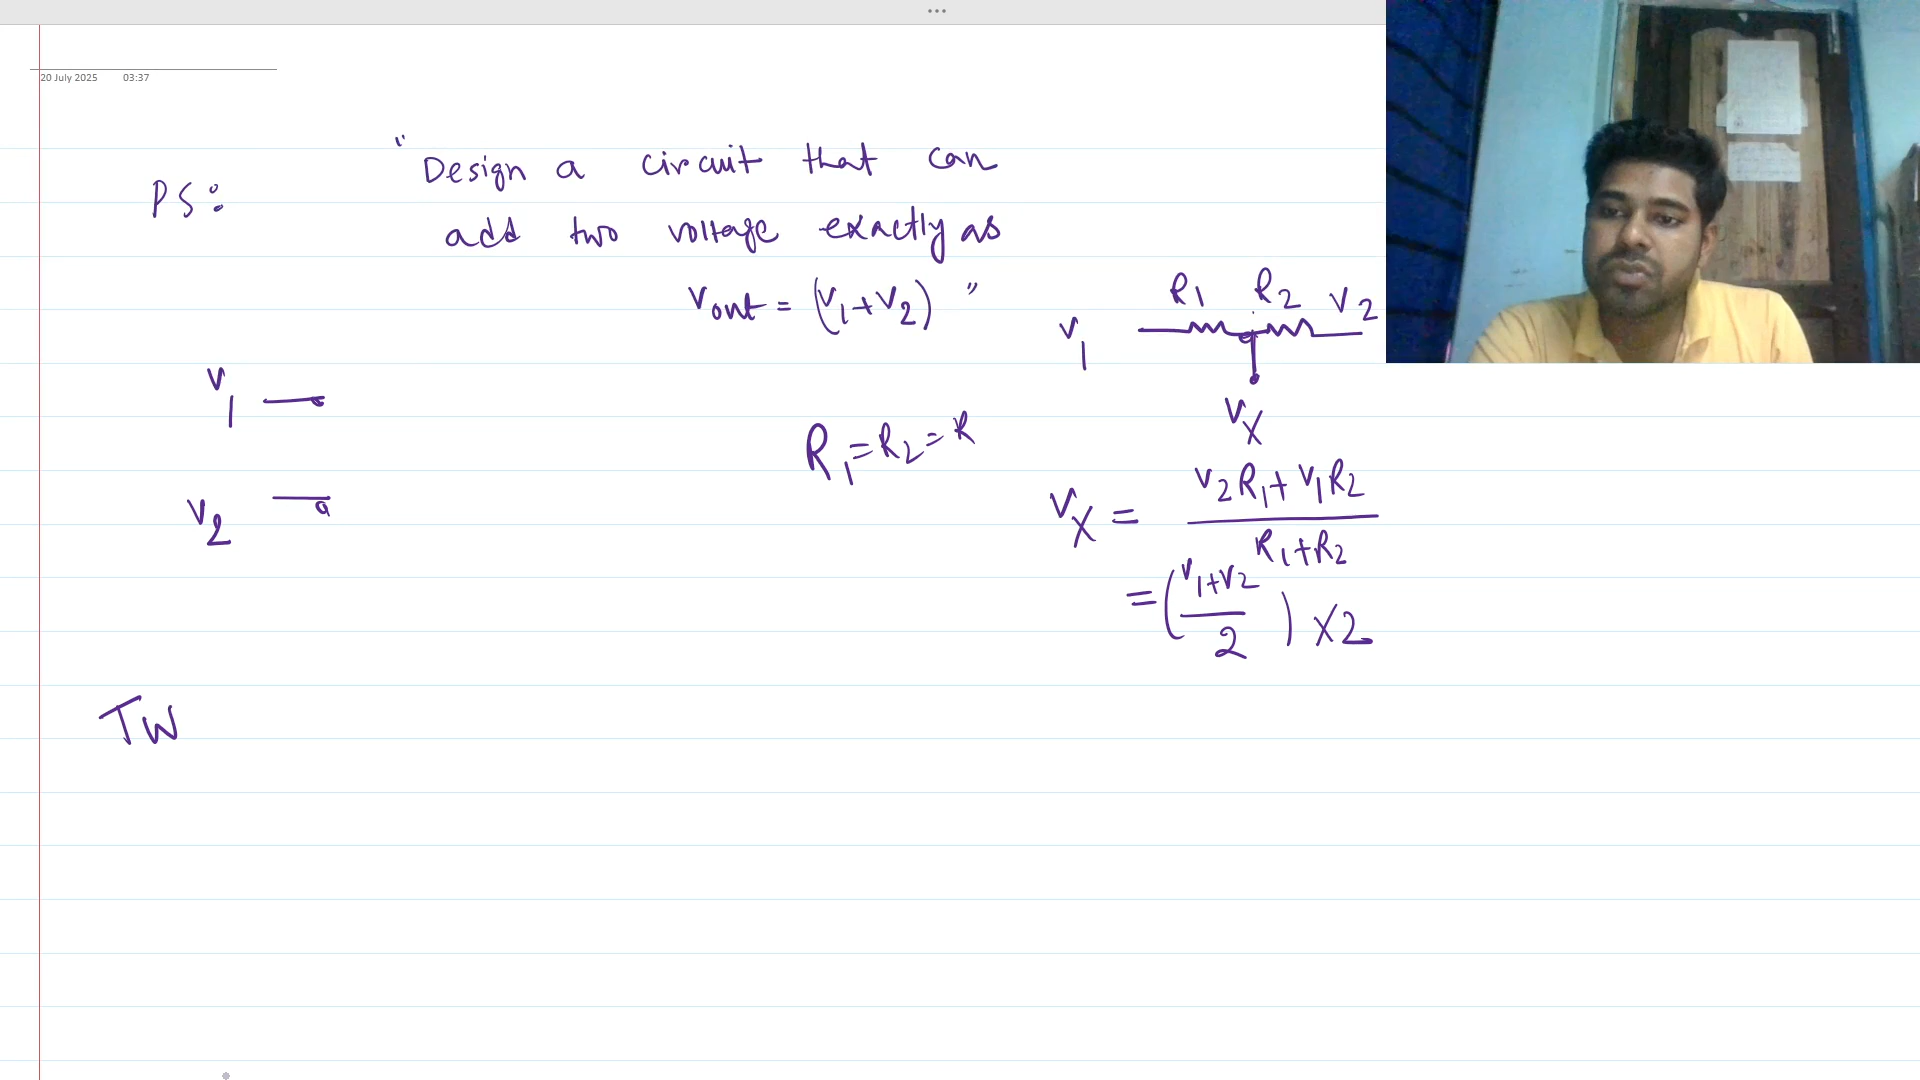 20 July 2025 03:37
PS:
"Design a circuit that can
add two voltage exactly as
Vout = (V1+V2) "
R1 R2 V2
V1
Vx
V1
V2
R1=R2=R
Vx = V2R1+V1R2 / R1+R2
= (V1+V2 / 2) X2
TW